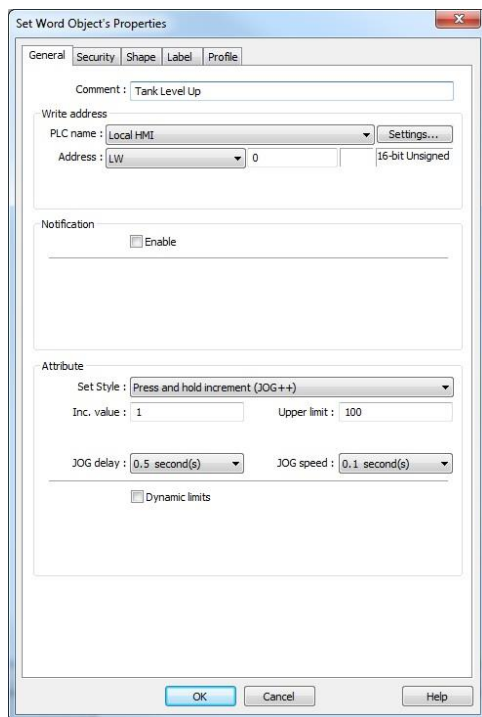 Set Word Object's Properties
General Security Shape Label Profile
Comment : Tank Level Up
Write address
PLC name : Local HMI Settings...
Address : LW 0 16-bit Unsigned
Notification
Enable
Attribute
Set Style : Press and hold increment (JOG++)
Inc. value : 1 Upper limit : 100
JOG delay : 0.5 second(s) JOG speed : 0.1 second(s)
Dynamic limits
OK Cancel Help